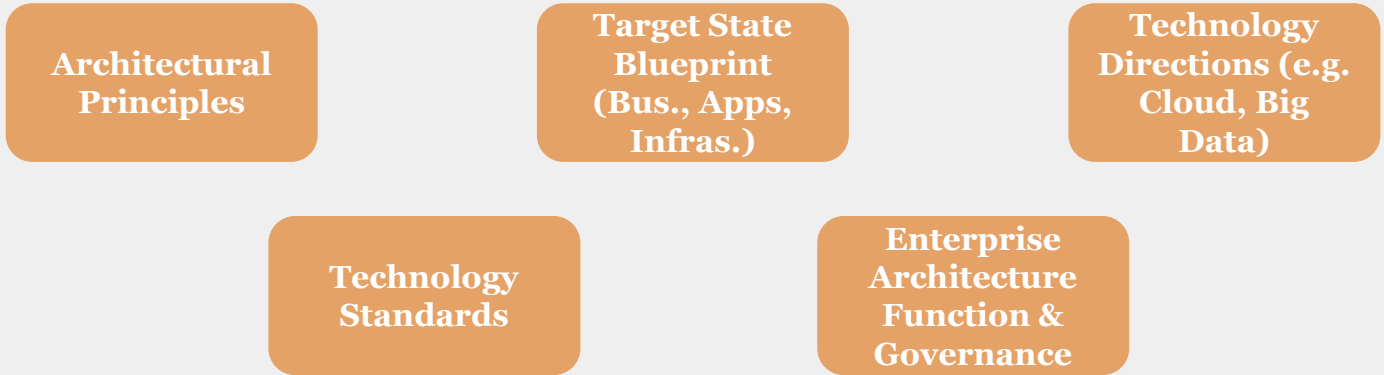 Architectural
Principles
Target State
Blueprint
(Bus., Apps,
Infras.)
Technology
Directions (e.g.
Cloud, Big
Data)
Technology
Standards
Enterprise
Architecture
Function &
Governance